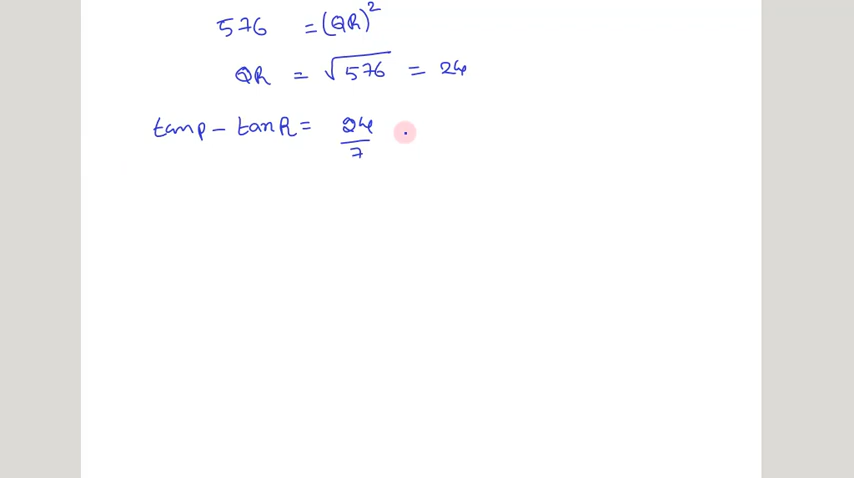 576 = (QR)²
QR = √576 = 24
tanp - tanR = 24/7